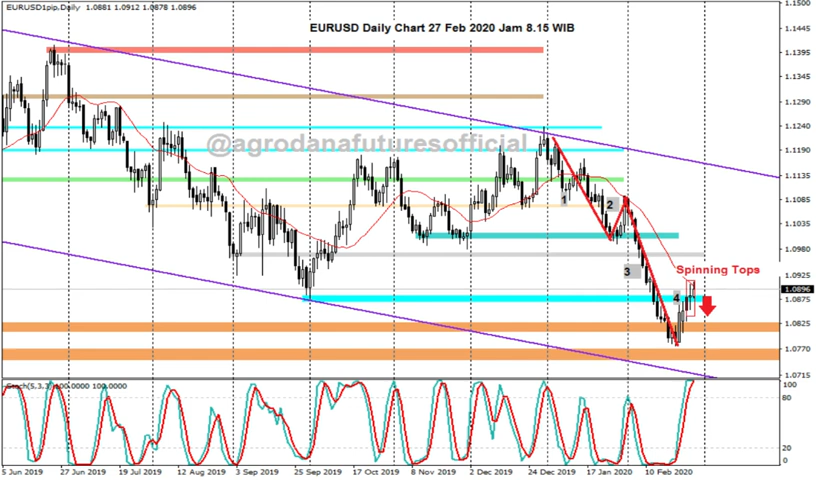 EURUSD1pip,Daily 1.0881 1.0912 1.0878 1.0896
EURUSD Daily Chart 27 Feb 2020 Jam 8.15 WIB
@agrodanafuturesofficial
1
2
3
4
Spinning Tops
1.1500
1.1445
1.1395
1.1345
1.1290
1.1240
1.1190
1.1135
1.1085
1.1035
1.0980
1.0925
1.0896
1.0875
1.0825
1.0770
1.0715
Stoch(5,3,3) 100.0000 100.0000
100
80
20
0
5 Jun 2019
27 Jun 2019
19 Jul 2019
12 Aug 2019
3 Sep 2019
25 Sep 2019
17 Oct 2019
8 Nov 2019
2 Dec 2019
24 Dec 2019
17 Jan 2020
10 Feb 2020